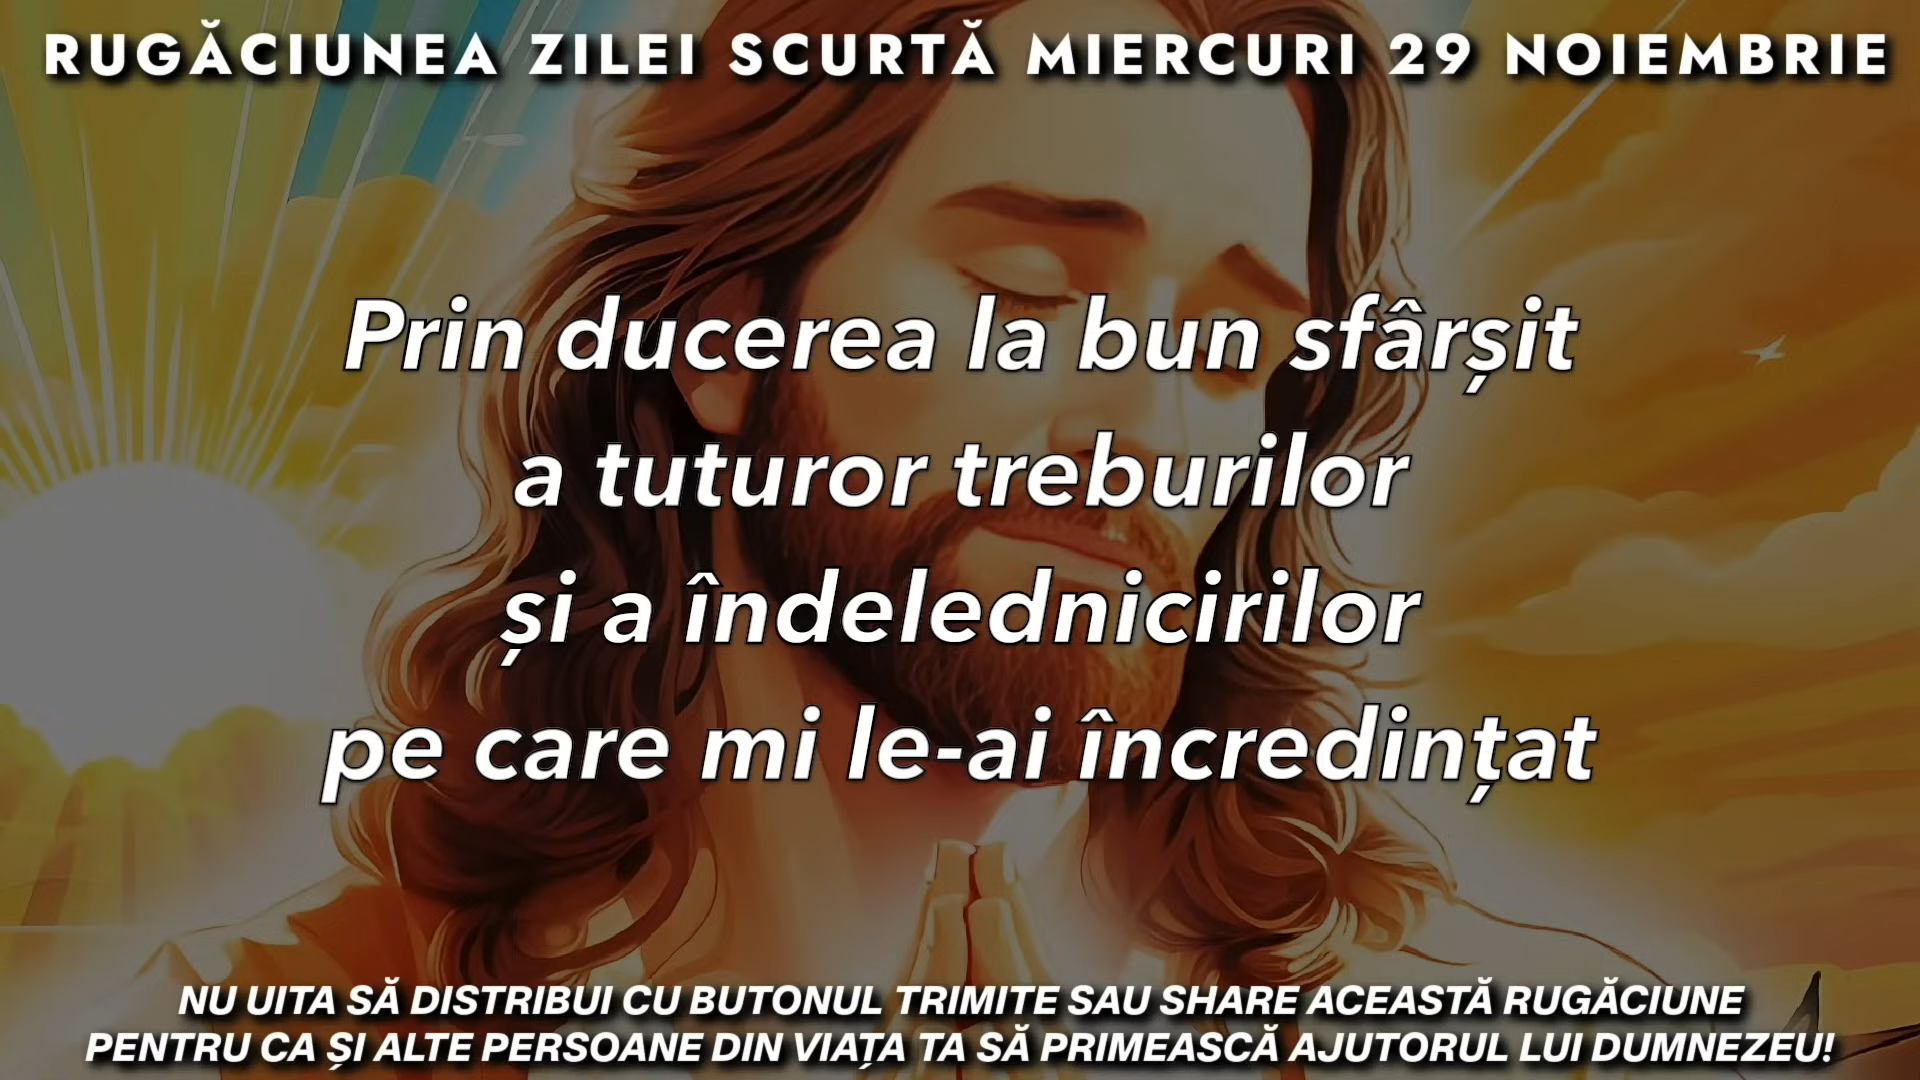 RUGĂCIUNEA ZILEI SCURTĂ MIERCURI 29 NOIEMBRIE
Prin ducerea la bun sfârșit
a tuturor treburilor
și a îndelednicirilor
pe care mi le-ai încredințat
NU UITA SĂ DISTRIBUI CU BUTONUL TRIMITE SAU SHARE ACEASTĂ RUGĂCIUNE
PENTRU CA ȘI ALTE PERSOANE DIN VIAȚA TA SĂ PRIMEASCĂ AJUTORUL LUI DUMNEZEU!